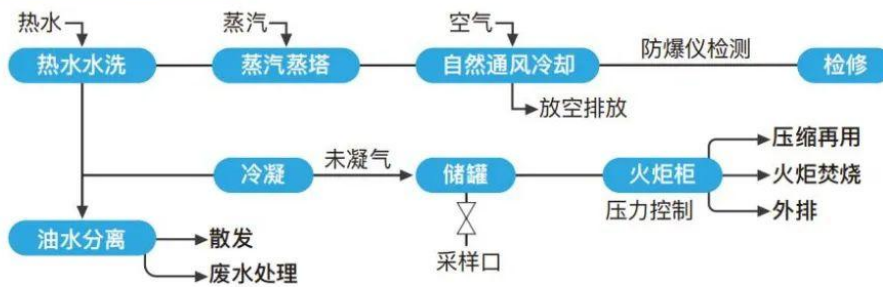 热水
蒸汽
空气
热水水洗
蒸汽蒸塔
自然通风冷却
防爆仪检测
检修
放空排放
冷凝
未凝气
储罐
火炬柜
压力控制
压缩再用
火炬焚烧
外排
油水分离
散发
废水处理
采样口